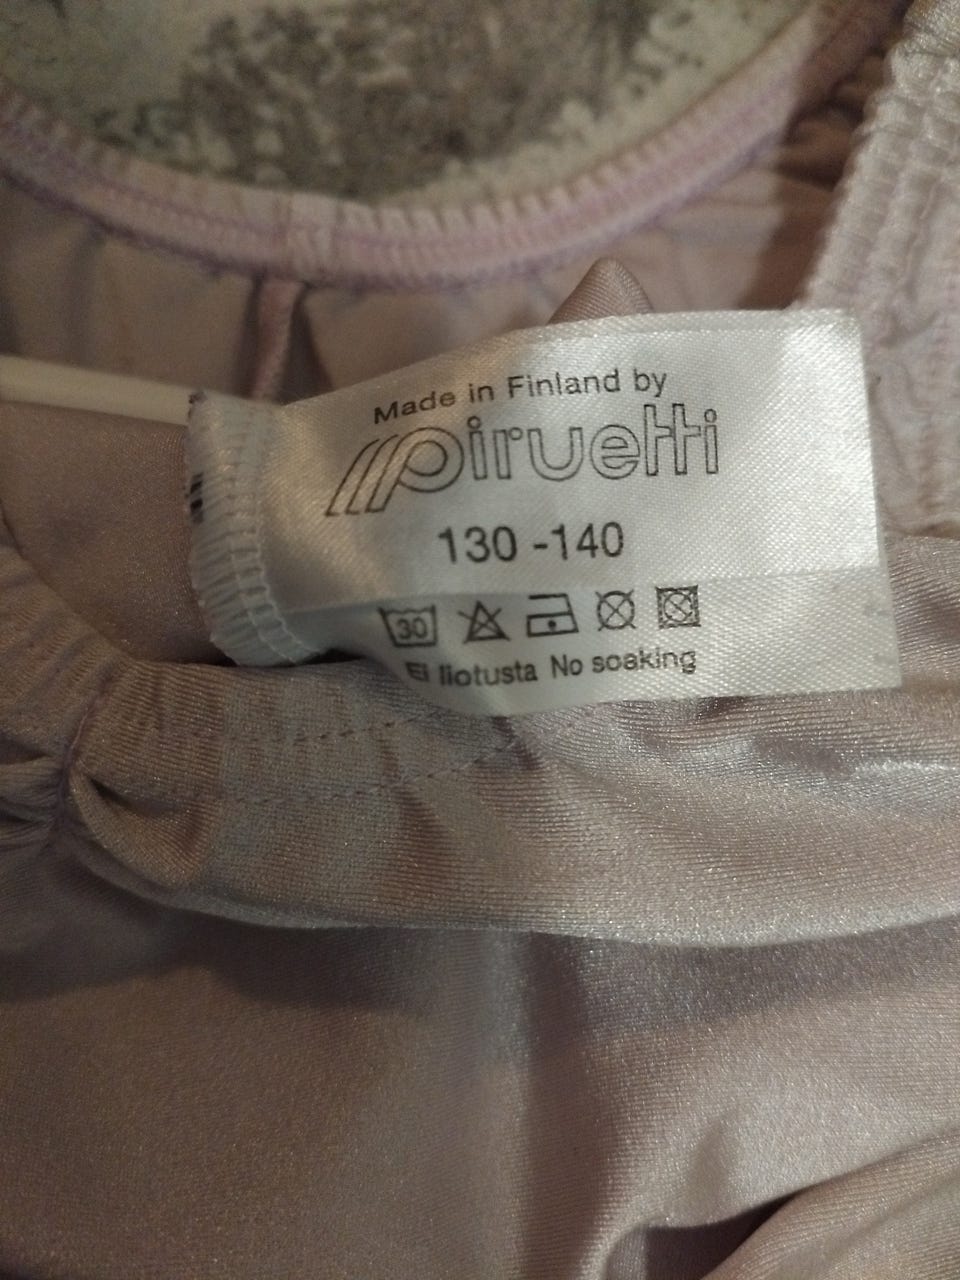 Made in Finland by
piruetti
130 -140
30
Ei liotusta No soaking